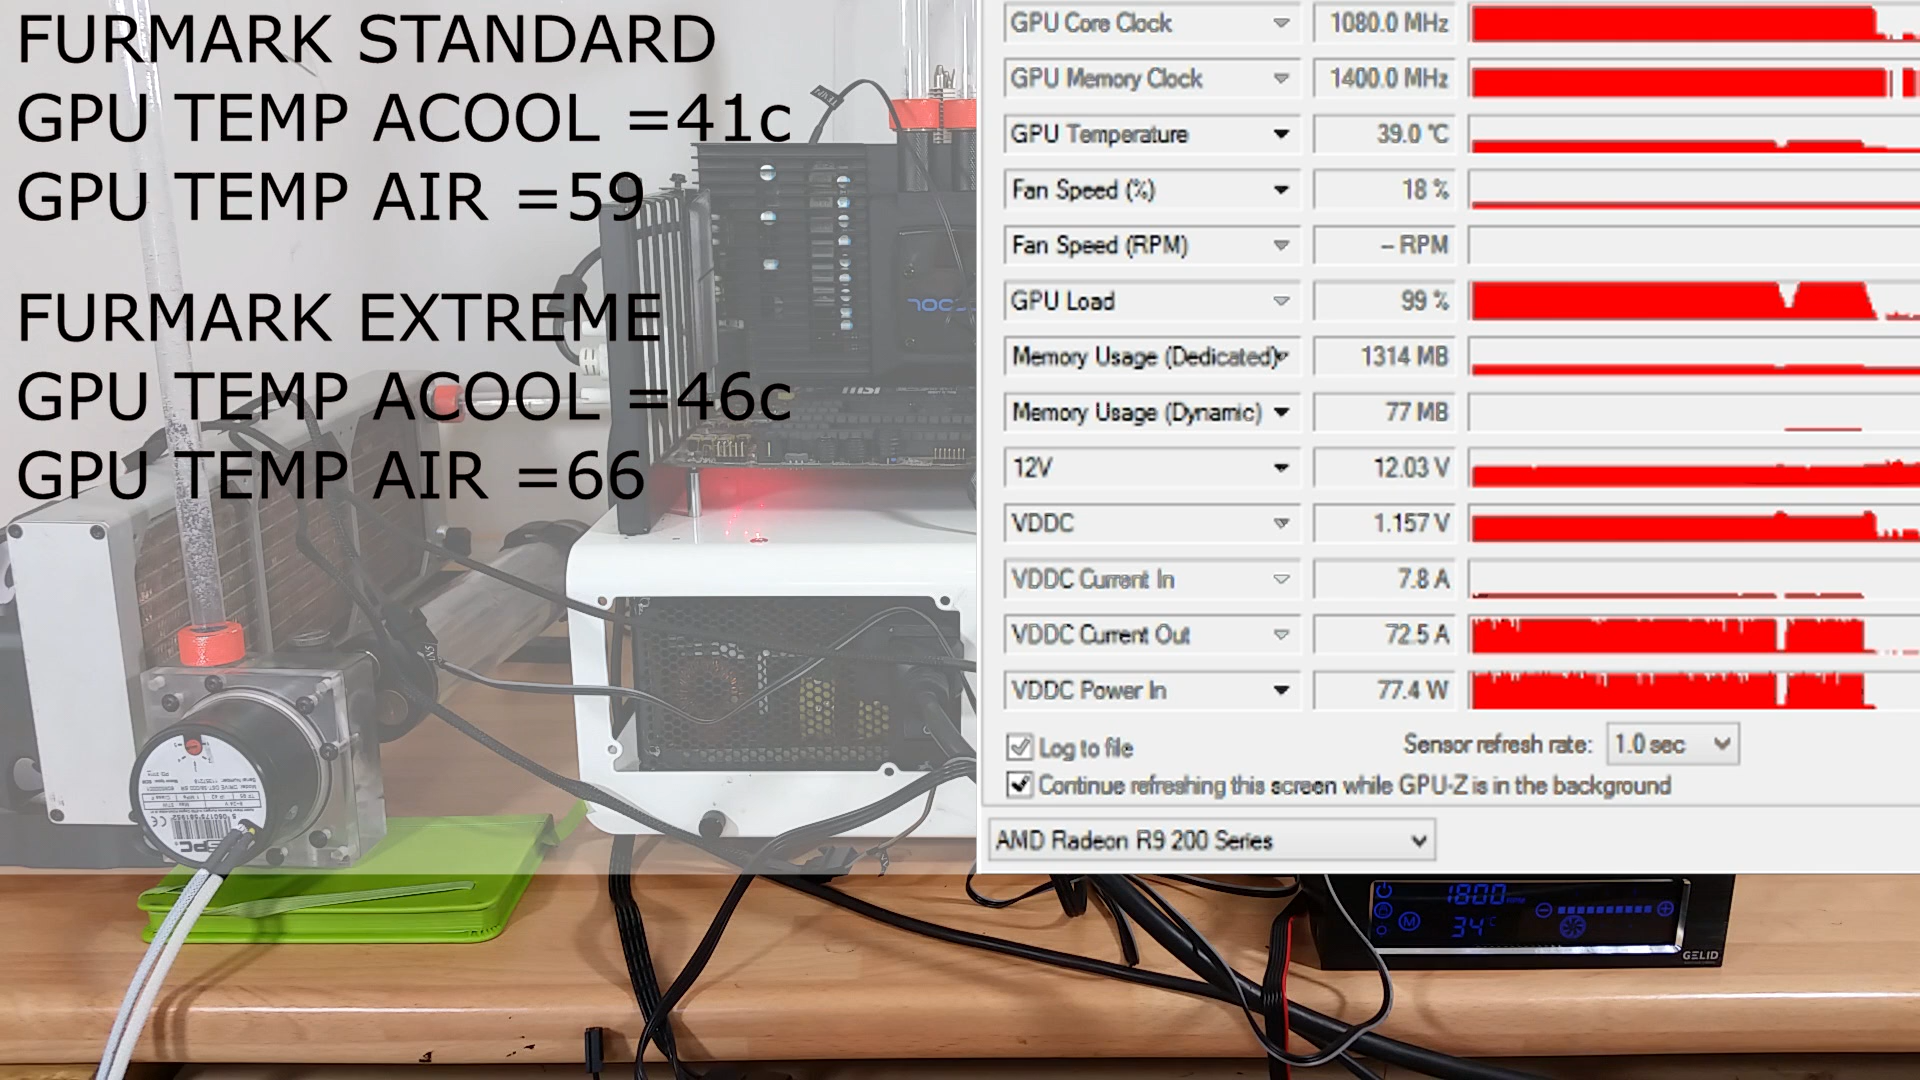 FURMARK STANDARD
GPU TEMP ACOOL =41c
GPU TEMP AIR =59
FURMARK EXTREME
GPU TEMP ACOOL =46c
GPU TEMP AIR =66
GPU Core Clock 1080.0 MHz
GPU Memory Clock 1400.0 MHz
GPU Temperature 39.0 °C
Fan Speed (%) 18 %
Fan Speed (RPM) – RPM
GPU Load 99 %
Memory Usage (Dedicated) 1314 MB
Memory Usage (Dynamic) 77 MB
12V 12.03 V
VDDC 1.157 V
VDDC Current In 7.8 A
VDDC Current Out 72.5 A
VDDC Power In 77.4 W
Log to file
Sensor refresh rate: 1.0 sec
Continue refreshing this screen while GPU-Z is in the background
AMD Radeon R9 200 Series
msi
1800
M
34°C
GELID